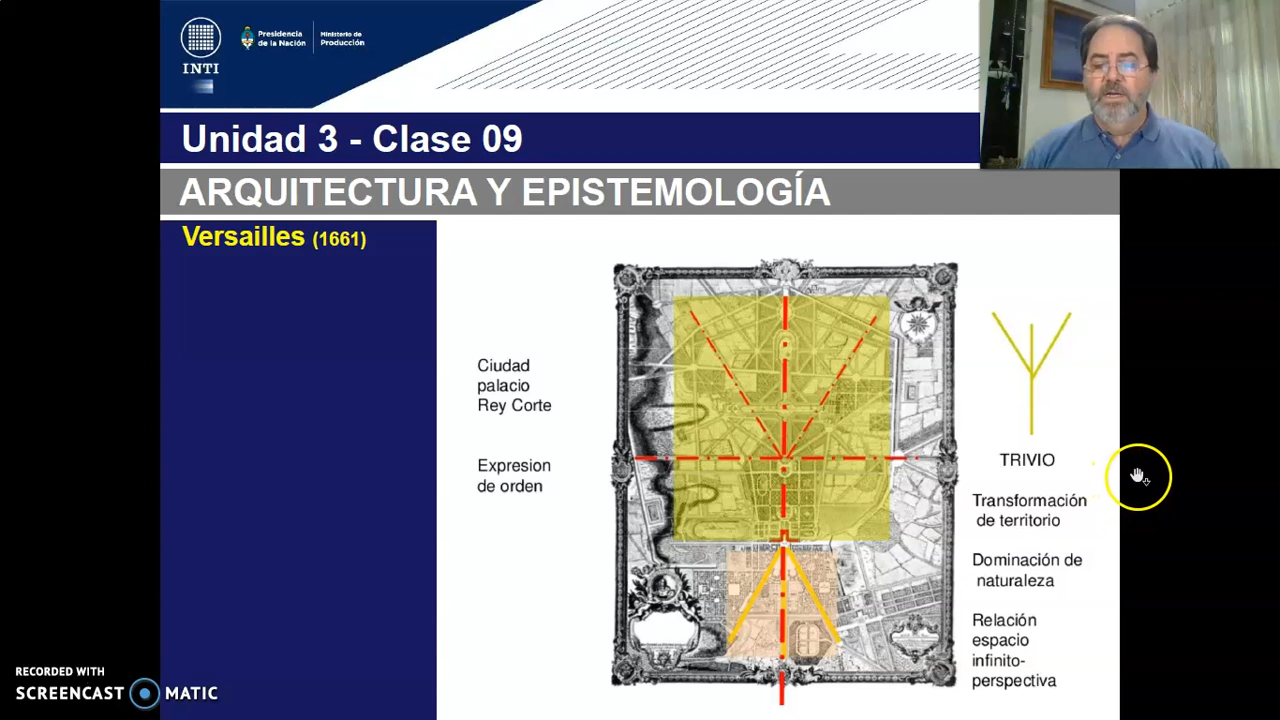 INTI
Presidencia
de la Nación
Ministerio de
Producción
Unidad 3 - Clase 09
ARQUITECTURA Y EPISTEMOLOGÍA
Versailles (1661)
Ciudad
palacio
Rey Corte
Expresion
de orden
TRIVIO
Transformación
de territorio
Dominación de
naturaleza
Relación
espacio
infinito-
perspectiva
RECORDED WITH
SCREENCAST MATIC